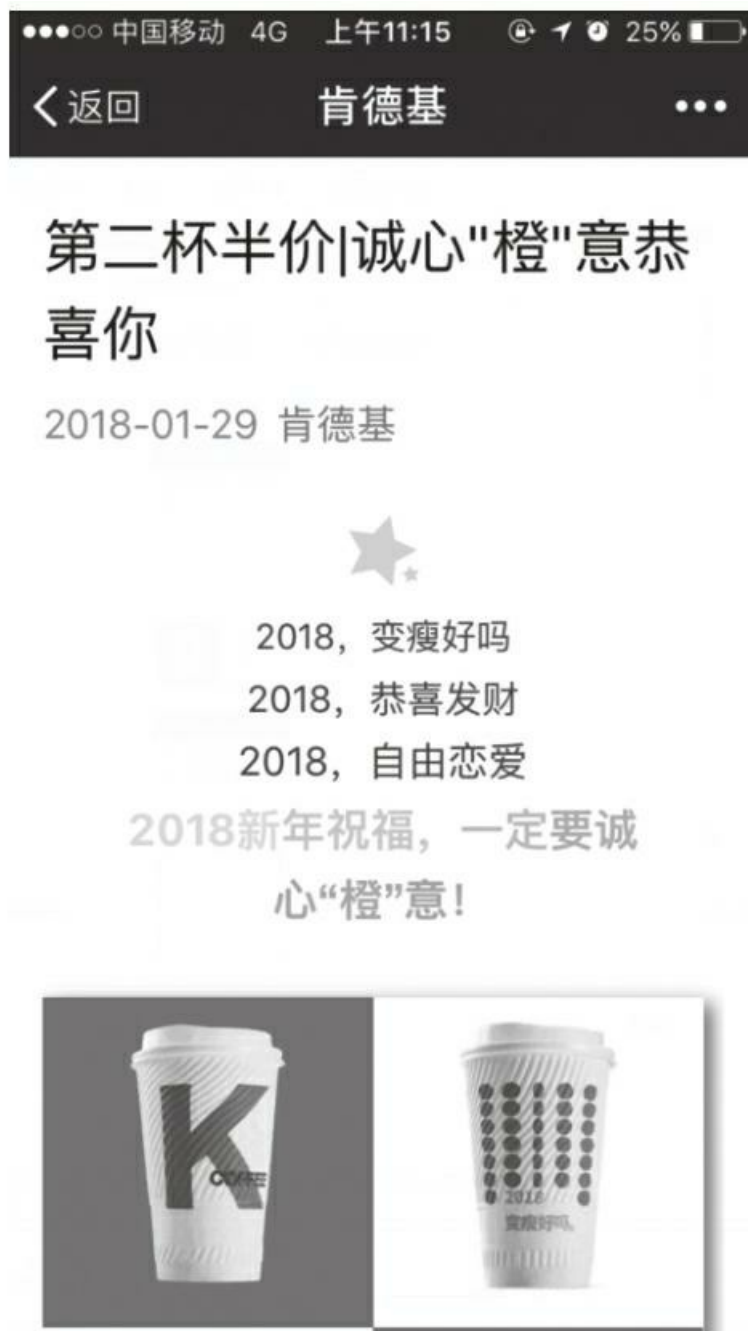 中国移动 4G 上午11:15 25%
返回 肯德基
第二杯半价|诚心"橙"意恭
喜你
2018-01-29 肯德基
2018，变瘦好吗
2018，恭喜发财
2018，自由恋爱
2018新年祝福，一定要诚
心“橙”意！
K
COFFEE
2018
变瘦好吗。